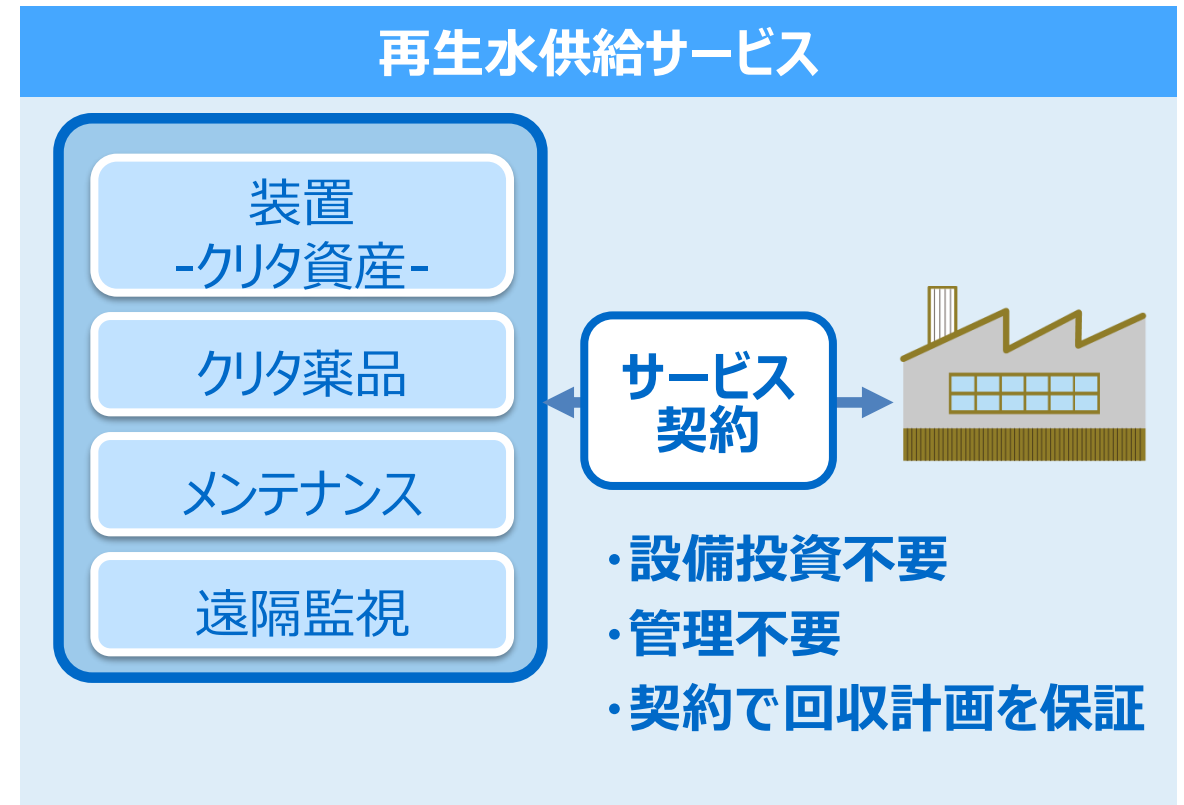 再生水供給サービス
装置
-クリタ資産-
クリタ薬品
メンテナンス
遠隔監視
サービス
契約
・設備投資不要
・管理不要
・契約で回収計画を保証